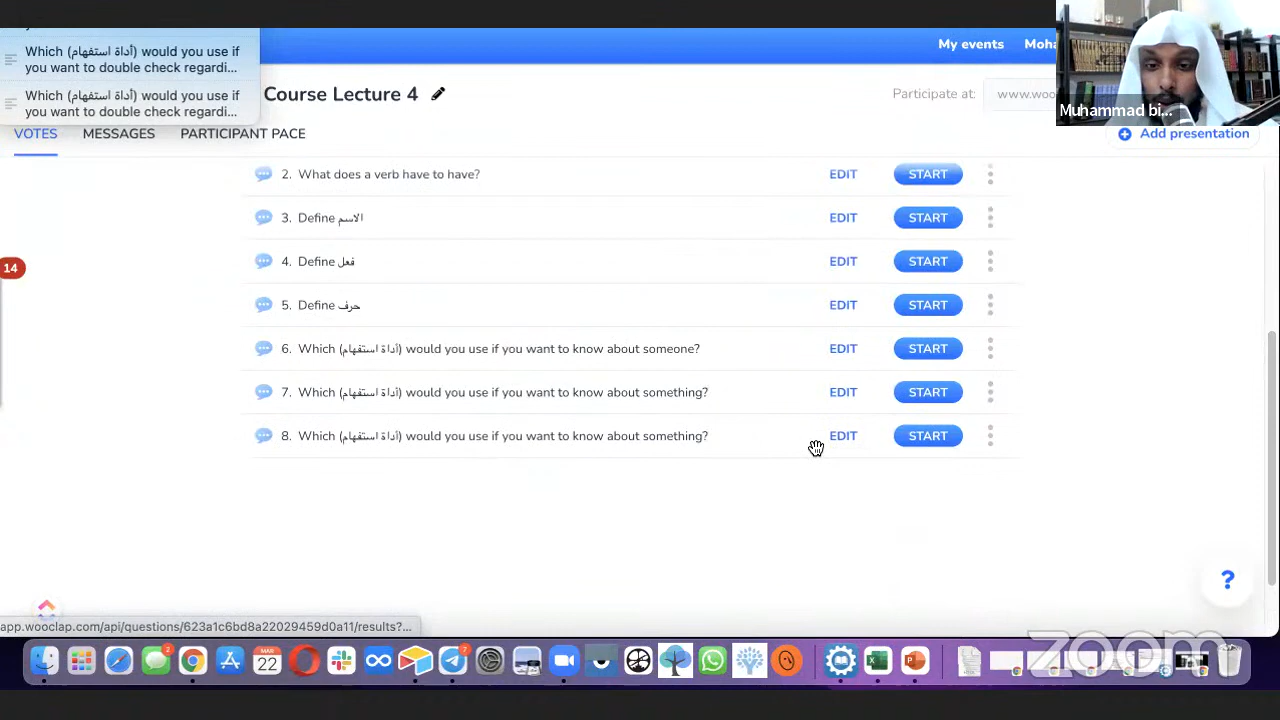 Which (أداة استفهام) would you use if
you want to double check regardi...
Which (أداة استفهام) would you use if
you want to double check regardi...
My events
Moha
Course Lecture 4
Participate at:
www.woo
Muhammad bi...
VOTES
MESSAGES
PARTICIPANT PACE
Add presentation
2. What does a verb have to have?
EDIT
START
3. Define الاسم
EDIT
START
4. Define فعل
EDIT
START
14
5. Define حرف
EDIT
START
6. Which (أداة استفهام) would you use if you want to know about someone?
EDIT
START
7. Which (أداة استفهام) would you use if you want to know about something?
EDIT
START
8. Which (أداة استفهام) would you use if you want to know about something?
EDIT
START
?
app.wooclap.com/api/questions/623a1c6bd8a22029459d0a11/results?...
2
MAR
22
7
zoom